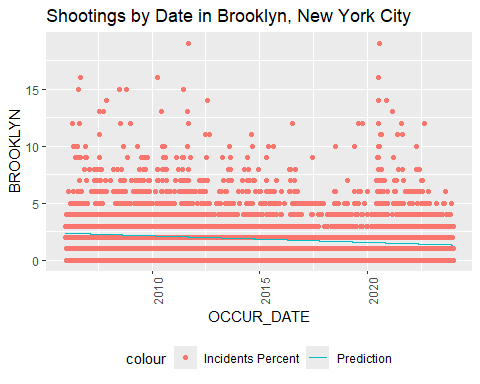 Shootings by Date in Brooklyn, New York City
BROOKLYN
15
10
5
0
2010
2015
2020
OCCUR_DATE
colour
Incidents Percent
Prediction